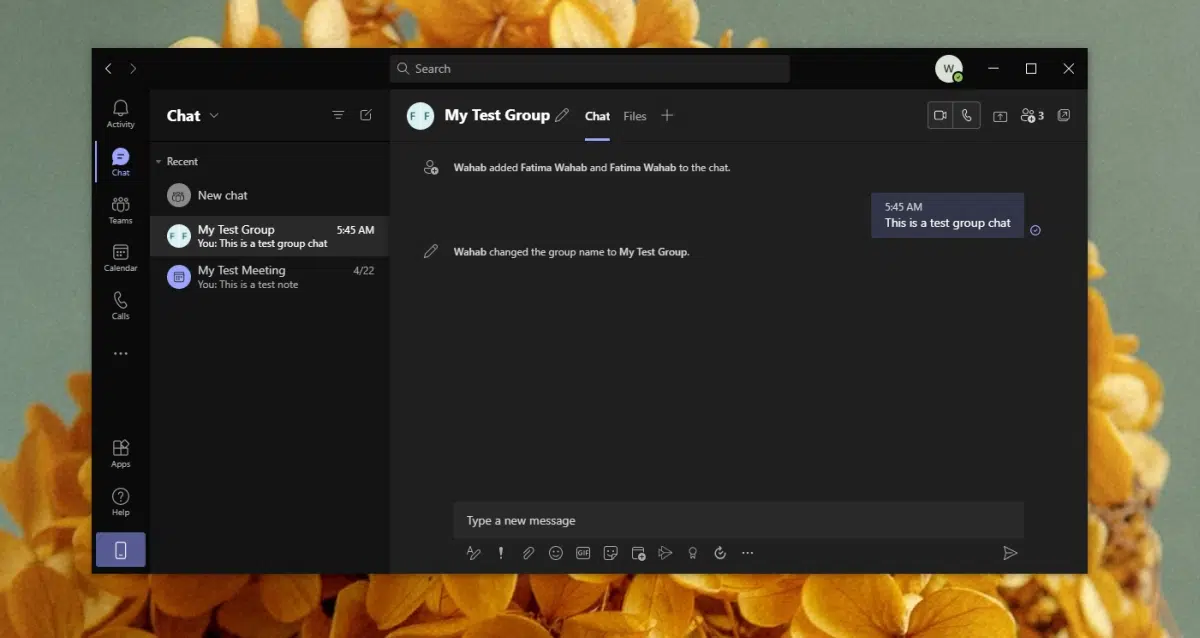 Search
W
Activity
Chat
Teams
Calendar
Calls
Apps
Help
Chat
Recent
New chat
F F
My Test Group 5:45 AM
You: This is a test group chat
My Test Meeting 4/22
You: This is a test note
F F
My Test Group Chat Files
3
Wahab added Fatima Wahab and Fatima Wahab to the chat.
5:45 AM
This is a test group chat
Wahab changed the group name to My Test Group.
Type a new message
GIF